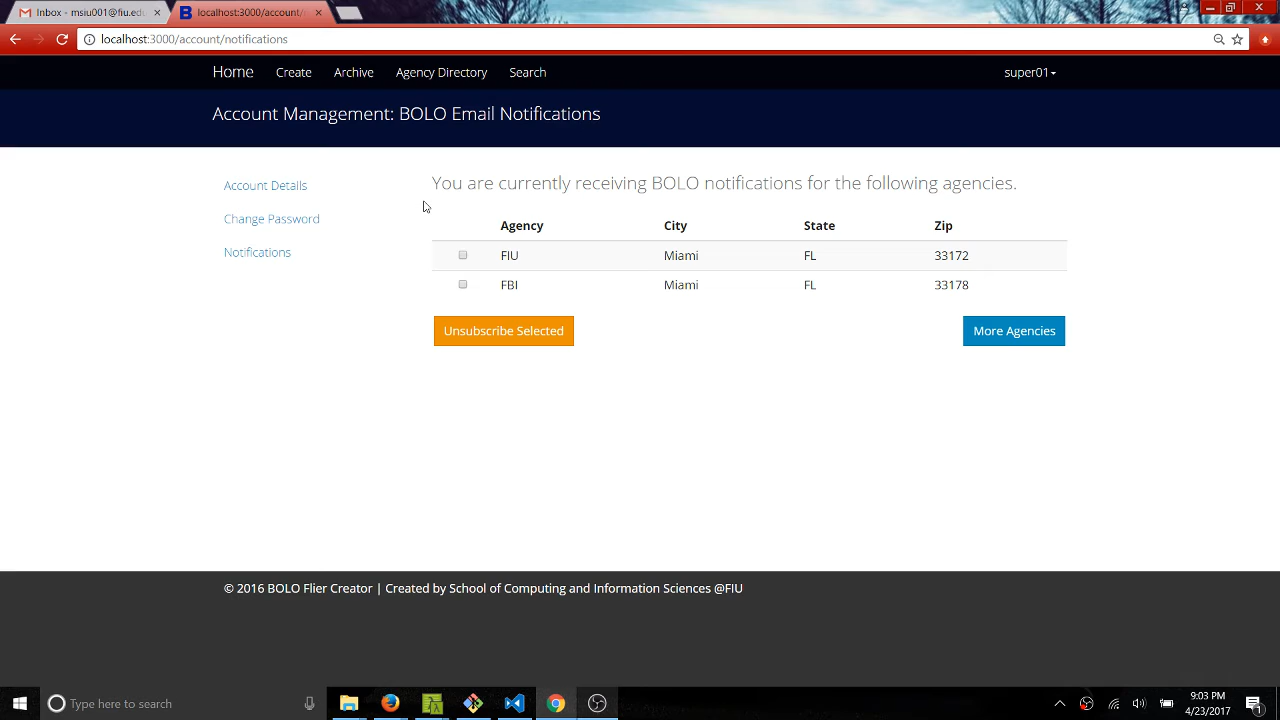 Inbox - msiu001@fiu.edu
localhost:3000/account/
localhost:3000/account/notifications
Home Create Archive Agency Directory Search super01
Account Management: BOLO Email Notifications
Account Details
Change Password
Notifications
You are currently receiving BOLO notifications for the following agencies.
Agency City State Zip
FIU Miami FL 33172
FBI Miami FL 33178
Unsubscribe Selected More Agencies
© 2016 BOLO Flier Creator | Created by School of Computing and Information Sciences @FIU
Type here to search
9:03 PM
4/23/2017